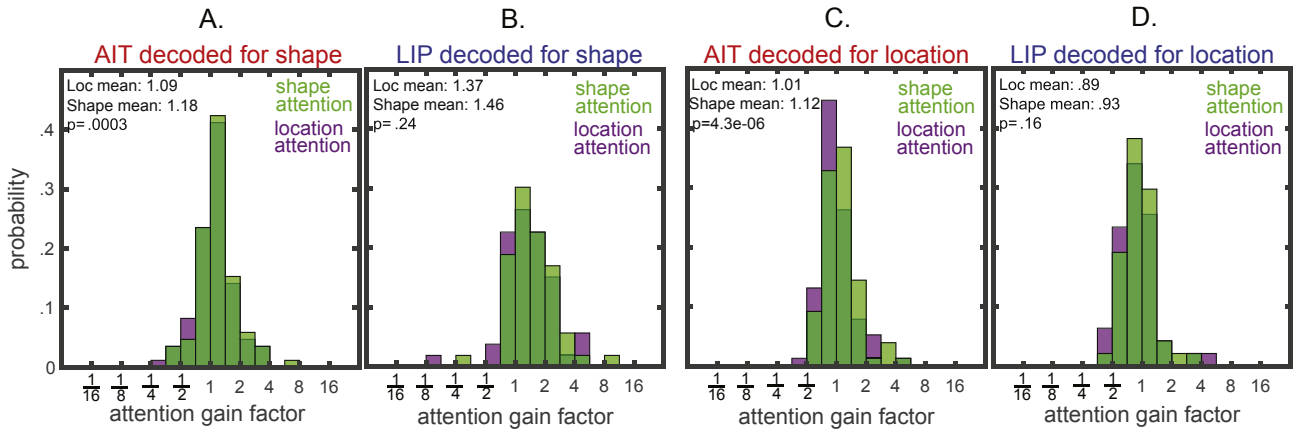 A.
AIT decoded for shape
Loc mean: 1.09
Shape mean: 1.18
p= .0003
shape
attention
location
attention
probability
.4
.3
.2
.1
0
1/16 1/8 1/4 1/2 1 2 4 8 16
attention gain factor
B.
LIP decoded for shape
Loc mean: 1.37
Shape mean: 1.46
p= .24
shape
attention
location
attention
1/16 1/8 1/4 1/2 1 2 4 8 16
attention gain factor
C.
AIT decoded for location
Loc mean: 1.01
Shape mean: 1.12
p=4.3e-06
shape
attention
location
attention
1/16 1/8 1/4 1/2 1 2 4 8 16
attention gain factor
D.
LIP decoded for location
Loc mean: .89
Shape mean: .93
p= .16
shape
attention
location
attention
1/16 1/8 1/4 1/2 1 2 4 8 16
attention gain factor